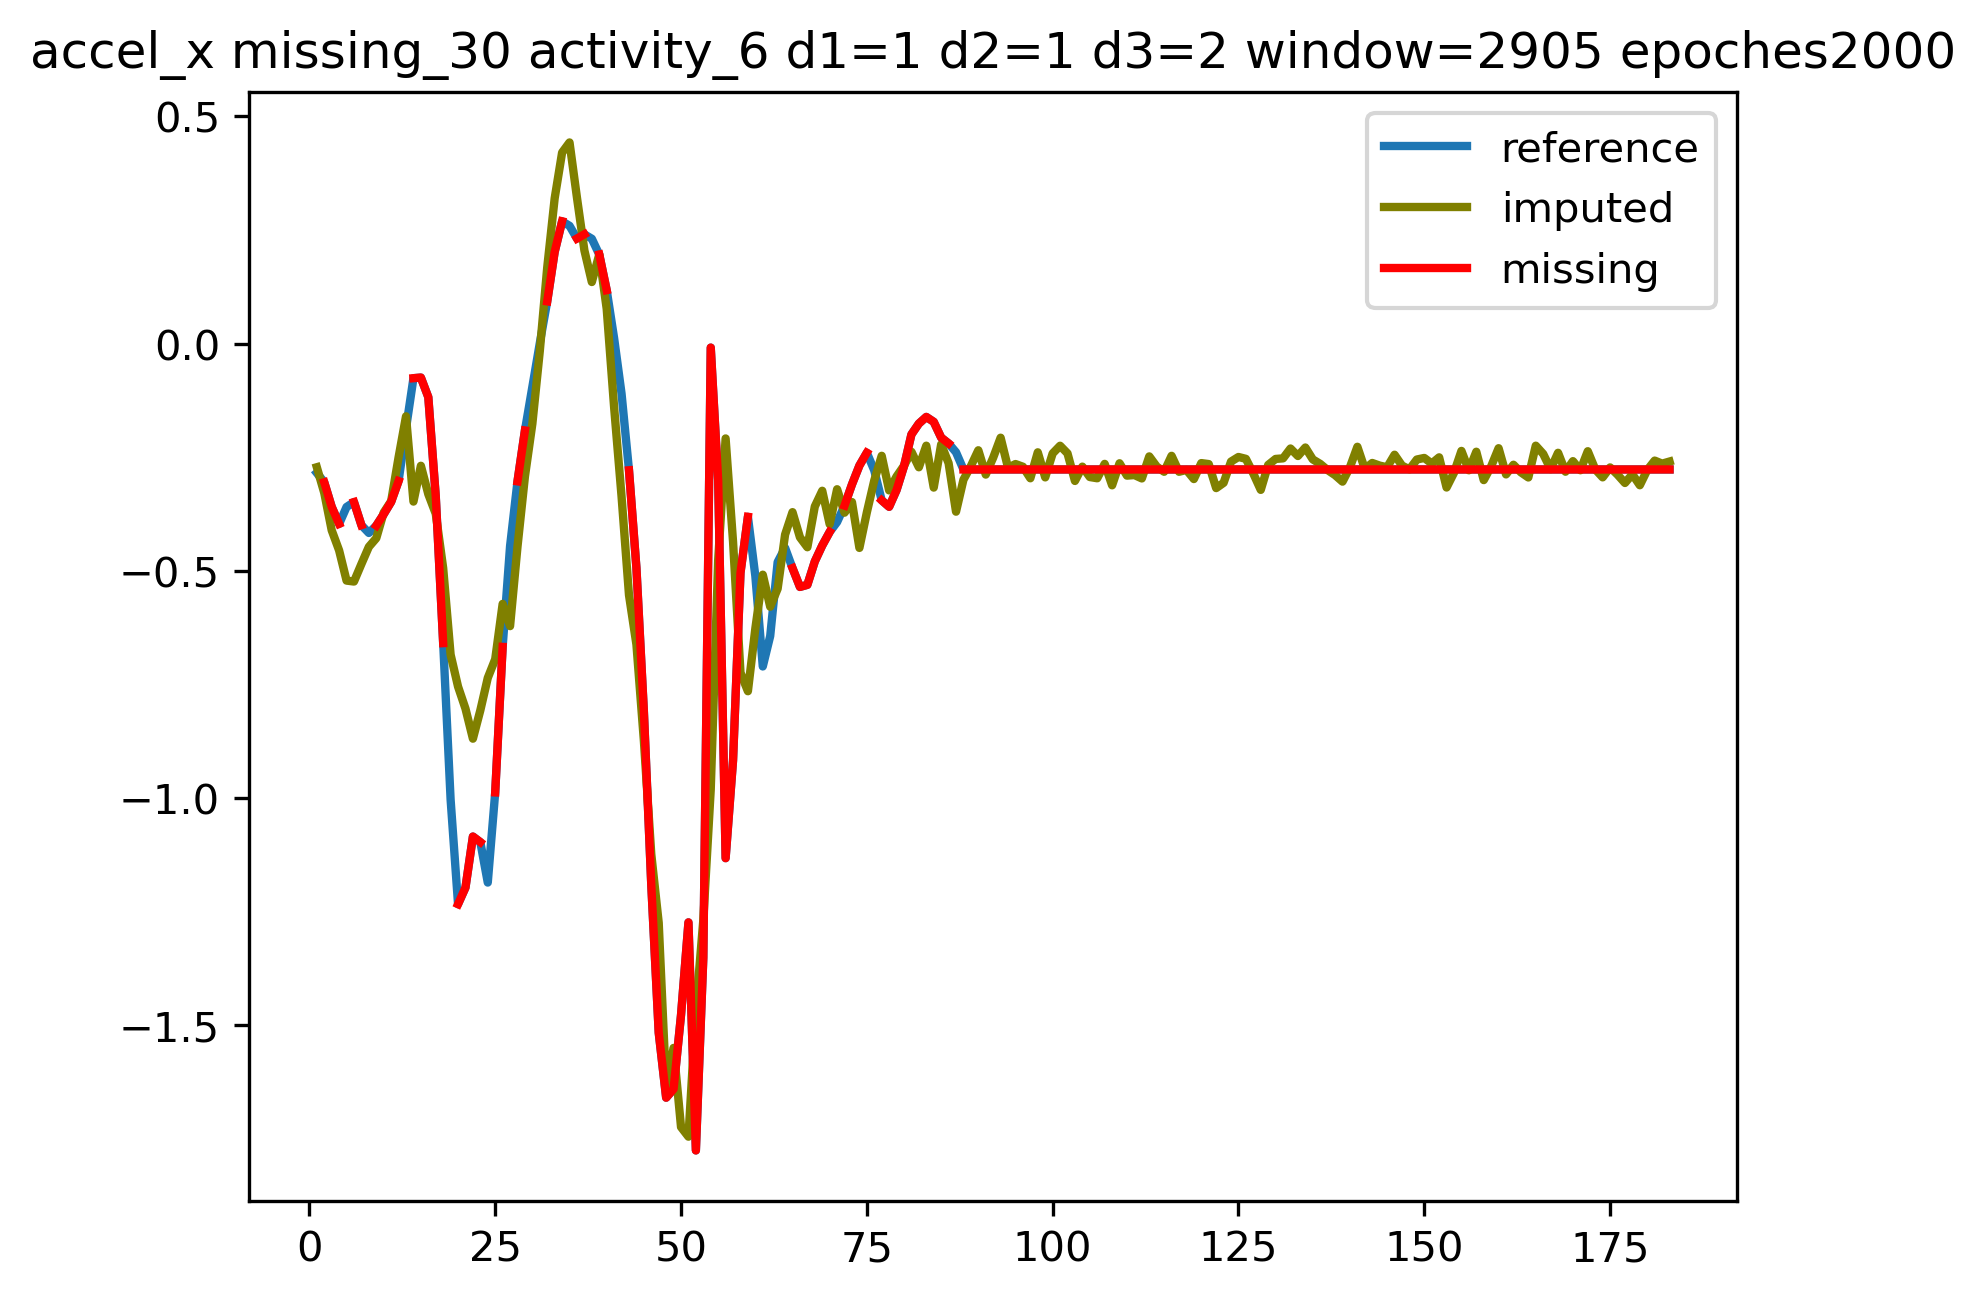 accel_x missing_30 activity_6 d1=1 d2=1 d3=2 window=2905 epoches2000
reference
imputed
missing
0.5
0.0
−0.5
−1.0
−1.5
0 25 50 75 100 125 150 175